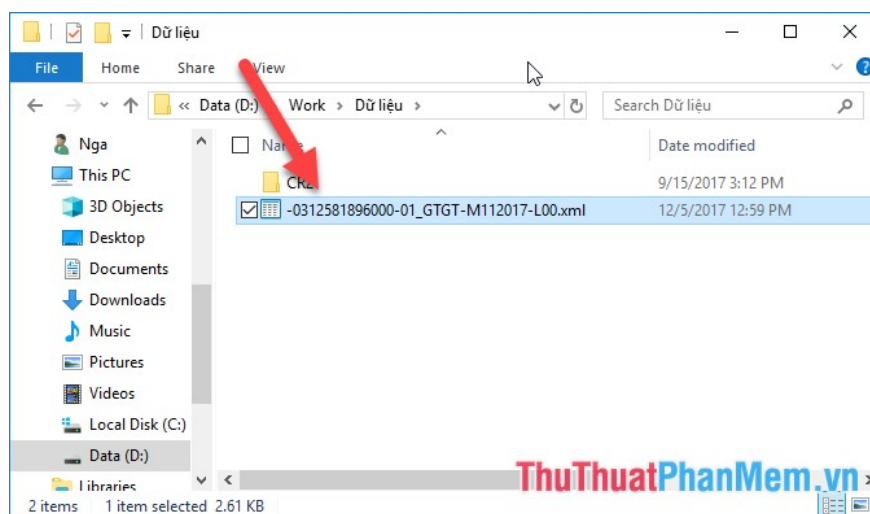 Dữ liệu
File Home Share View
« Data (D:) Work › Dữ liệu › Search Dữ liệu
Nga
This PC
3D Objects
Desktop
Documents
Downloads
Music
Pictures
Videos
Local Disk (C:)
Data (D:)
Libraries
Date modified
9/15/2017 3:12 PM
-0312581896000-01_GTGT-M112017-L00.xml 12/5/2017 12:59 PM
ThuThuatPhanMem.vn
2 items 1 item selected 2.61 KB